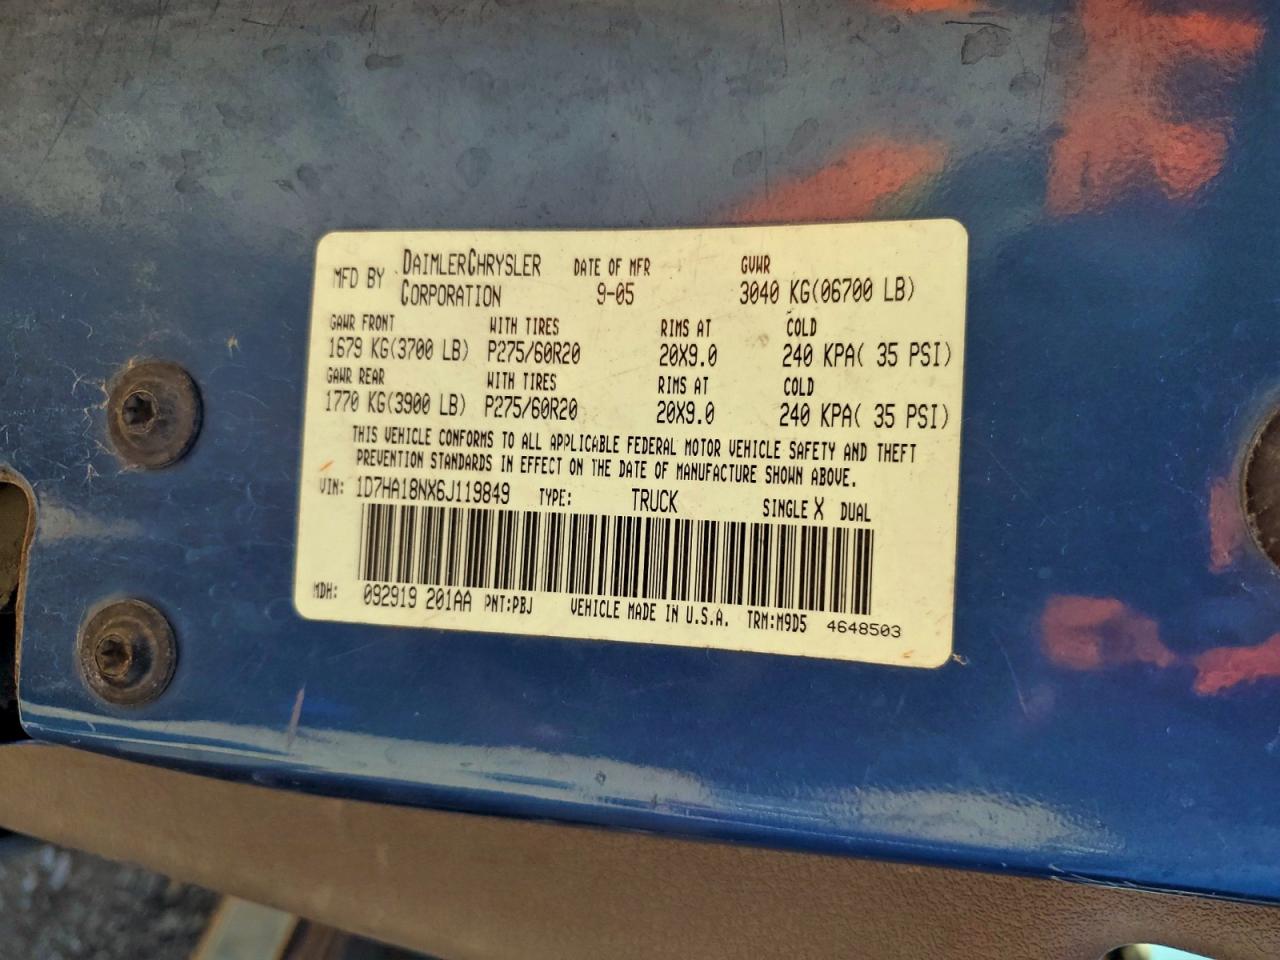 MFD BY DAIMLERCHRYSLER CORPORATION DATE OF MFR 9-05 GVWR 3040 KG(06700 LB)
GAWR FRONT WITH TIRES RIMS AT COLD
1679 KG(3700 LB) P275/60R20 20X9.0 240 KPA( 35 PSI)
GAWR REAR WITH TIRES RIMS AT COLD
1770 KG(3900 LB) P275/60R20 20X9.0 240 KPA( 35 PSI)
THIS VEHICLE CONFORMS TO ALL APPLICABLE FEDERAL MOTOR VEHICLE SAFETY AND THEFT
PREVENTION STANDARDS IN EFFECT ON THE DATE OF MANUFACTURE SHOWN ABOVE.
VIN: 1D7HA18NX6J119849 TYPE: TRUCK SINGLE X DUAL
MDH: 092919 201AA PNT:PBJ VEHICLE MADE IN U.S.A. TRM:M9D5 4648503